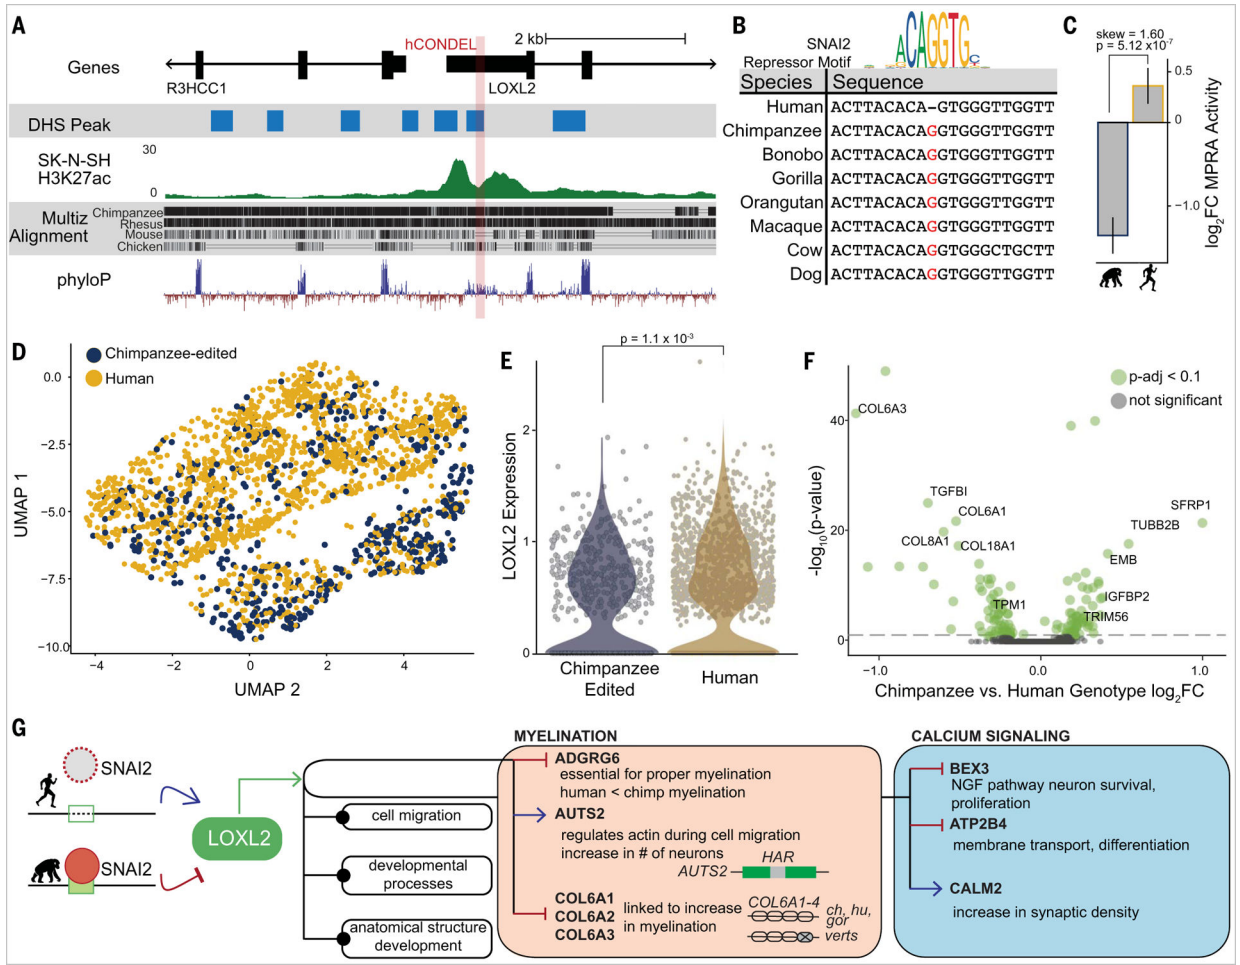 A
hCONDEL
2 kb
Genes
R3HCC1
LOXL2
DHS Peak
SK-N-SH
H3K27ac
30
0
Multiz
Alignment
Chimpanzee
Rhesus
Mouse
Chicken
phyloP
B
SNAI2
Repressor Motif
ACAGGTG
Species Sequence
Human ACTTACACA-GTGGGTTGGTT
Chimpanzee ACTTACACAGGTGGGTTGGTT
Bonobo ACTTACACAGGTGGGTTGGTT
Gorilla ACTTACACAGGTGGGTTGGTT
Orangutan ACTTACACAGGTGGGTTGGTT
Macaque ACTTACACAGGTGGGTTGGTT
Cow ACTTACACAGGTGGGCTGCTT
Dog ACTTACACAGGTGGGTTGGTT
C
skew = 1.60
p = 5.12 x10-7
0.5
0
-1.0
log2FC MPRA Activity
D
Chimpanzee-edited
Human
0.0
-2.5
-5.0
-7.5
-10.0
UMAP 1
-4 -2 0 2 4
UMAP 2
E
p = 1.1 x 10-3
2
1
0
LOXL2 Expression
Chimpanzee
Edited
Human
F
p-adj < 0.1
not significant
40
20
0
-log10(p-value)
COL6A3
TGFBI
COL6A1
COL8A1
COL18A1
SFRP1
TUBB2B
EMB
IGFBP2
TPM1
TRIM56
-1.0 0.0 1.0
Chimpanzee vs. Human Genotype log2FC
G
SNAI2
SNAI2
LOXL2
cell migration
developmental
processes
anatomical structure
development
MYELINATION
ADGRG6
essential for proper myelination
human < chimp myelination
AUTS2
regulates actin during cell migration
increase in # of neurons
HAR
AUTS2
COL6A1
COL6A2
COL6A3
linked to increase
in myelination
COL6A1-4
ch, hu,
gor
verts
CALCIUM SIGNALING
BEX3
NGF pathway neuron survival,
proliferation
ATP2B4
membrane transport, differentiation
CALM2
increase in synaptic density